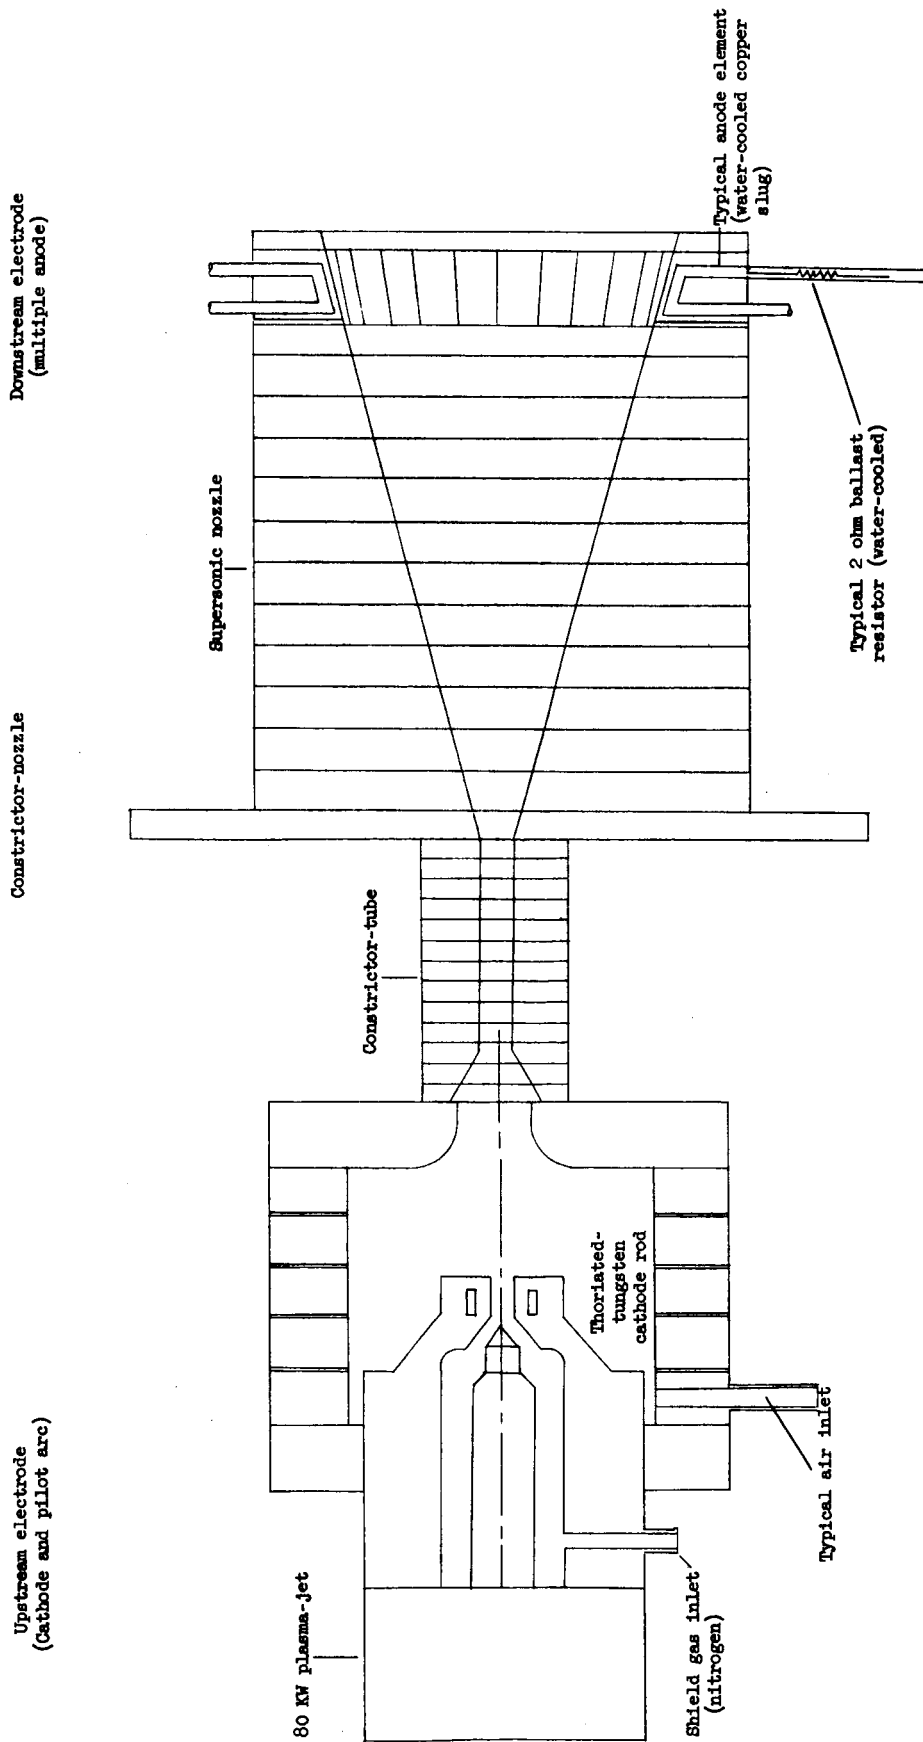 Upstream electrode
(Cathode and pilot arc)
Constrictor-nozzle
Downstream electrode
(multiple anode)
80 KW plasma-jet
Constrictor-tube
Supersonic nozzle
Thoriated-
tungsten
cathode rod
Shield gas inlet
(nitrogen)
Typical air inlet
Typical 2 ohm ballast
resistor (water-cooled)
Typical anode element
(water-cooled copper
slug)